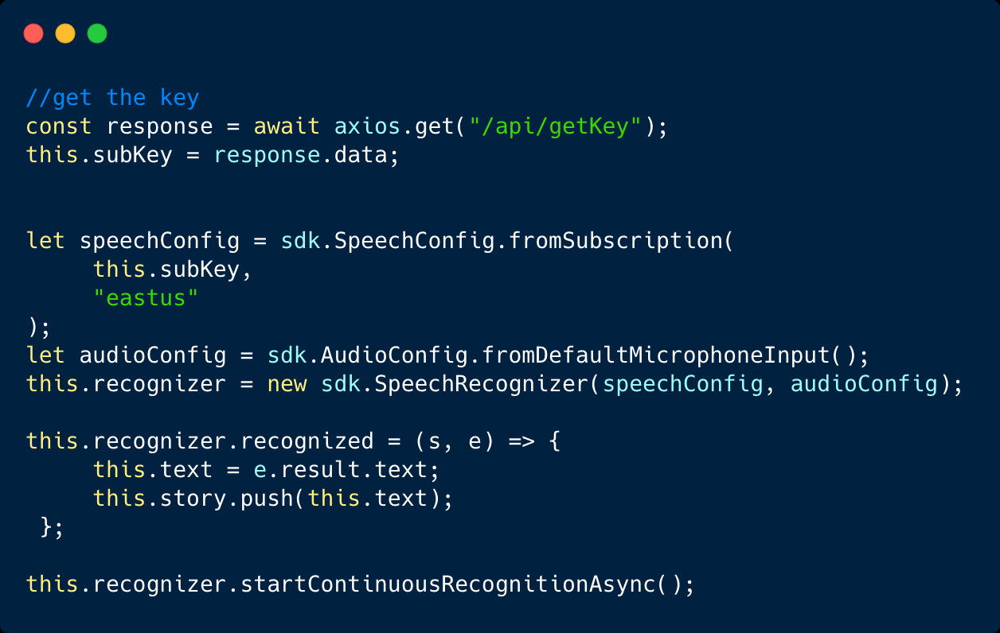 //get the key
const response = await axios.get("/api/getKey");
this.subKey = response.data;
let speechConfig = sdk.SpeechConfig.fromSubscription(
this.subKey,
"eastus"
);
let audioConfig = sdk.AudioConfig.fromDefaultMicrophoneInput();
this.recognizer = new sdk.SpeechRecognizer(speechConfig, audioConfig);
this.recognizer.recognized = (s, e) => {
this.text = e.result.text;
this.story.push(this.text);
};
this.recognizer.startContinuousRecognitionAsync();